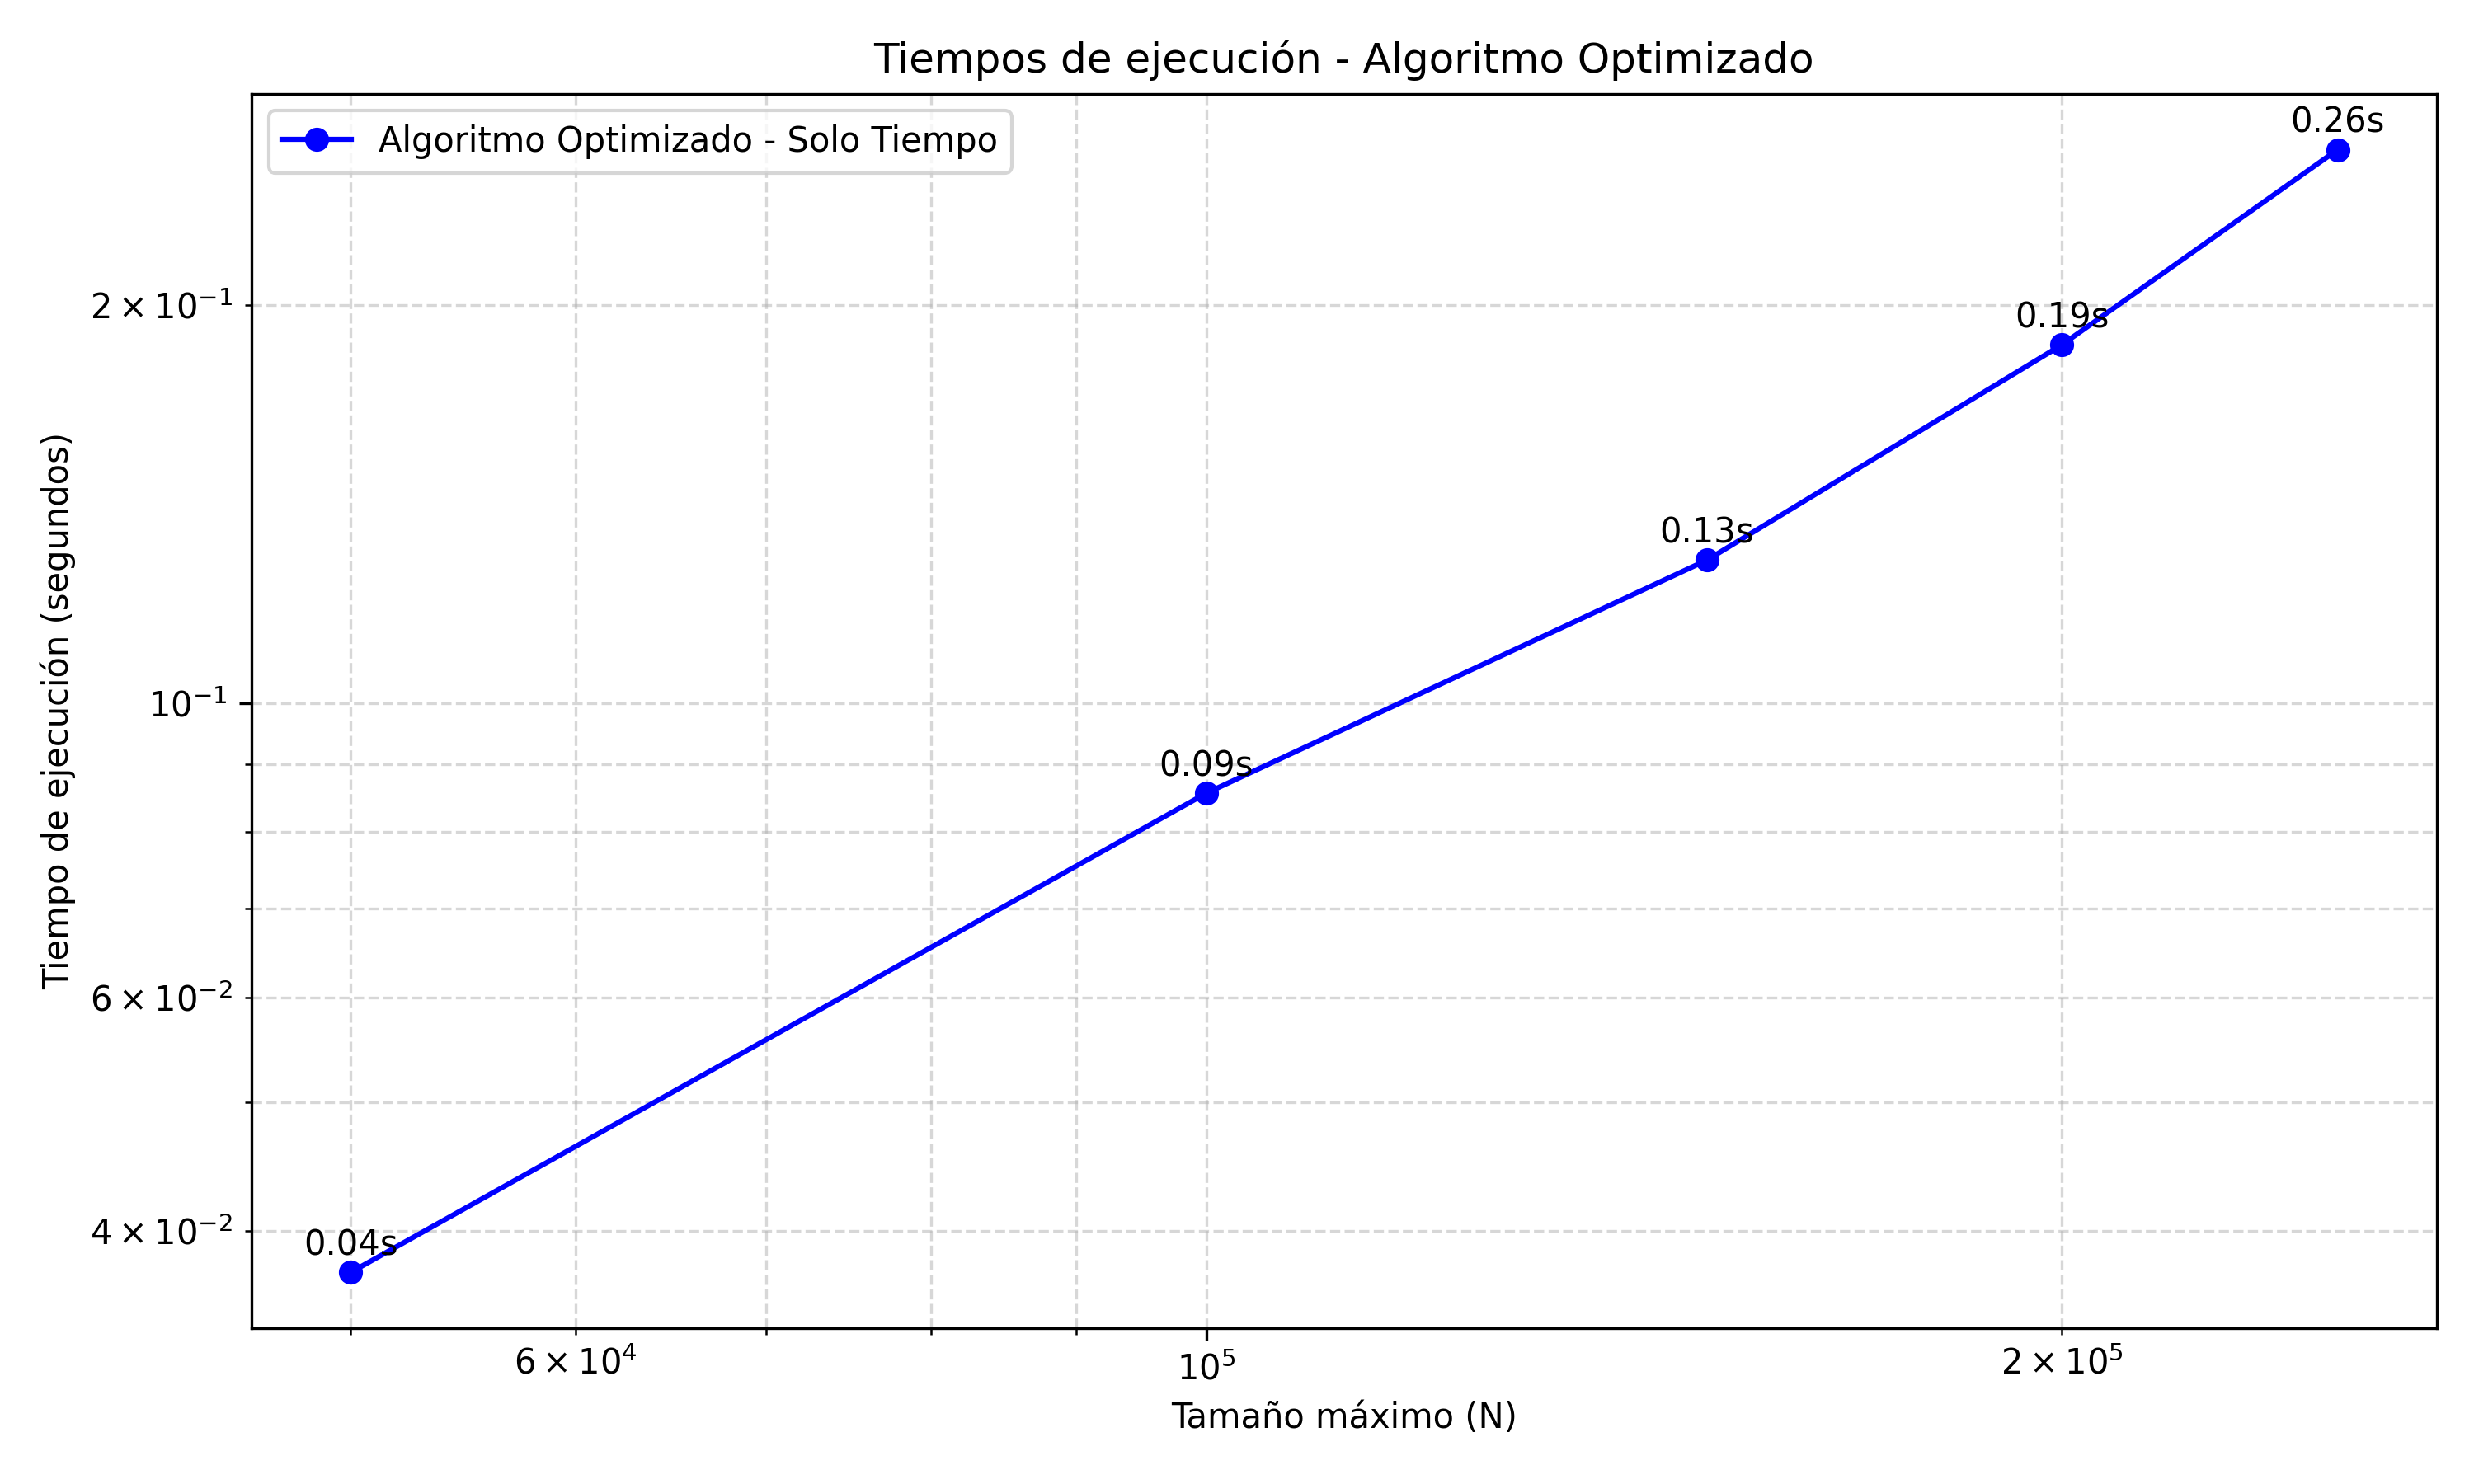 Tiempos de ejecución - Algoritmo Optimizado
Algoritmo Optimizado - Solo Tiempo
0.26s
0.19s
0.13s
0.09s
0.04s
Tiempo de ejecución (segundos)
2 × 10⁻¹
10⁻¹
6 × 10⁻²
4 × 10⁻²
6 × 10⁴
10⁵
2 × 10⁵
Tamaño máximo (N)